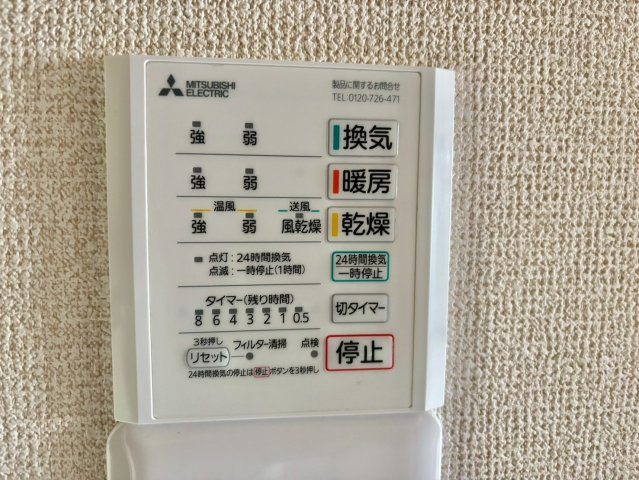 MITSUBISHI
ELECTRIC
製品に関するお問合せ
TEL:0120-726-471
強 弱 換気
強 弱 暖房
温風 送風
強 弱 風乾燥 乾燥
点灯:24時間換気
点滅:一時停止(1時間)
24時間換気
一時停止
タイマー(残り時間)
8 6 4 3 2 1 0.5
切タイマー
3秒押し
リセット フィルター清掃 点検
停止
24時間換気の停止は停止ボタンを3秒押し